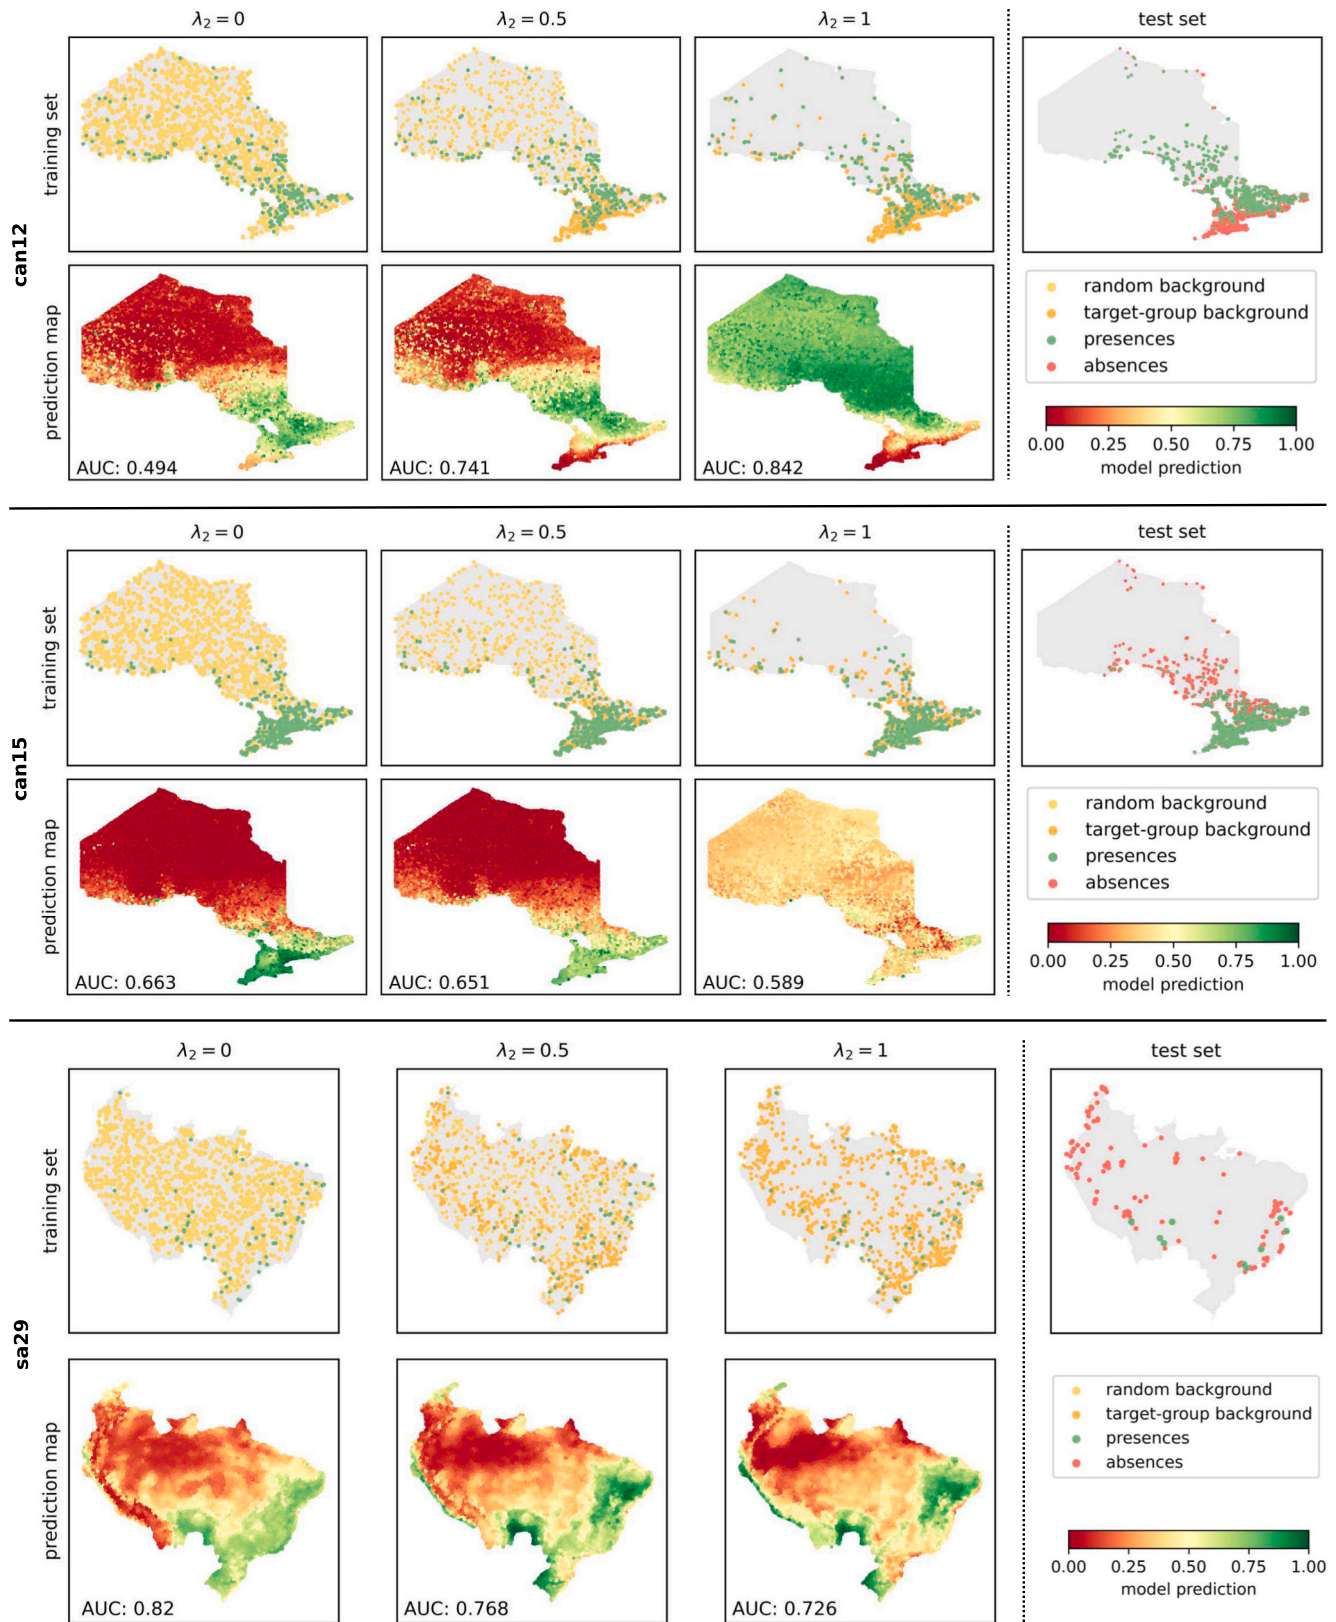 λ₂ = 0
λ₂ = 0.5
λ₂ = 1
test set
can12
training set
prediction map
random background
target-group background
presences
absences
0.00 0.25 0.50 0.75 1.00
model prediction
AUC: 0.494
AUC: 0.741
AUC: 0.842
λ₂ = 0
λ₂ = 0.5
λ₂ = 1
test set
can15
training set
prediction map
random background
target-group background
presences
absences
0.00 0.25 0.50 0.75 1.00
model prediction
AUC: 0.663
AUC: 0.651
AUC: 0.589
λ₂ = 0
λ₂ = 0.5
λ₂ = 1
test set
sa29
training set
prediction map
random background
target-group background
presences
absences
0.00 0.25 0.50 0.75 1.00
model prediction
AUC: 0.82
AUC: 0.768
AUC: 0.726